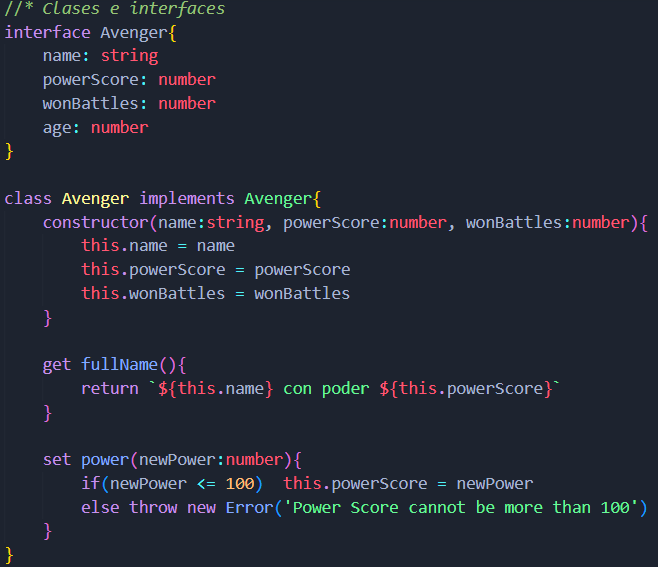 //* Clases e interfaces
interface Avenger{
    name: string
    powerScore: number
    wonBattles: number
    age: number
}

class Avenger implements Avenger{
    constructor(name:string, powerScore:number, wonBattles:number){
        this.name = name
        this.powerScore = powerScore
        this.wonBattles = wonBattles
    }

    get fullName(){
        return `${this.name} con poder ${this.powerScore}`
    }

    set power(newPower:number){
        if(newPower <= 100)  this.powerScore = newPower
        else throw new Error('Power Score cannot be more than 100')
    }
}